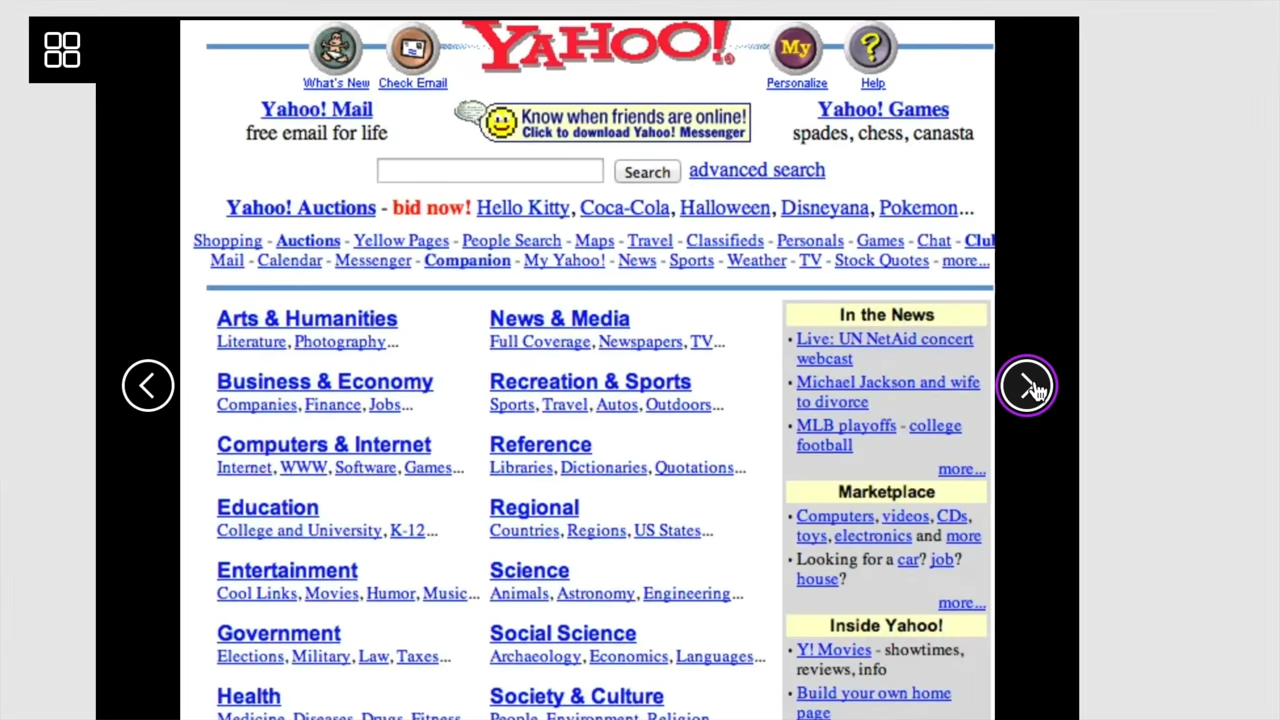 YAHOO!
My
?
What's New Check Email Personalize Help
Yahoo! Mail
free email for life
Know when friends are online!
Click to download Yahoo! Messenger
Yahoo! Games
spades, chess, canasta
Search advanced search
Yahoo! Auctions - bid now! Hello Kitty, Coca-Cola, Halloween, Disneyana, Pokemon...
Shopping - Auctions - Yellow Pages - People Search - Maps - Travel - Classifieds - Personals - Games - Chat - Clu
Mail - Calendar - Messenger - Companion - My Yahoo! - News - Sports - Weather - TV - Stock Quotes - more...
Arts & Humanities
Literature, Photography...
Business & Economy
Companies, Finance, Jobs...
Computers & Internet
Internet, WWW, Software, Games...
Education
College and University, K-12...
Entertainment
Cool Links, Movies, Humor, Music...
Government
Elections, Military, Law, Taxes...
Health
Medicine, Diseases, Drugs, Fitness
News & Media
Full Coverage, Newspapers, TV...
Recreation & Sports
Sports, Travel, Autos, Outdoors...
Reference
Libraries, Dictionaries, Quotations...
Regional
Countries, Regions, US States...
Science
Animals, Astronomy, Engineering...
Social Science
Archaeology, Economics, Languages...
Society & Culture
People, Environment, Religion
In the News
· Live: UN NetAid concert
webcast
· Michael Jackson and wife
to divorce
· MLB playoffs - college
football
more...
Marketplace
· Computers, videos, CDs,
toys, electronics and more
· Looking for a car? job?
house?
more...
Inside Yahoo!
· Y! Movies - showtimes,
reviews, info
· Build your own home
page